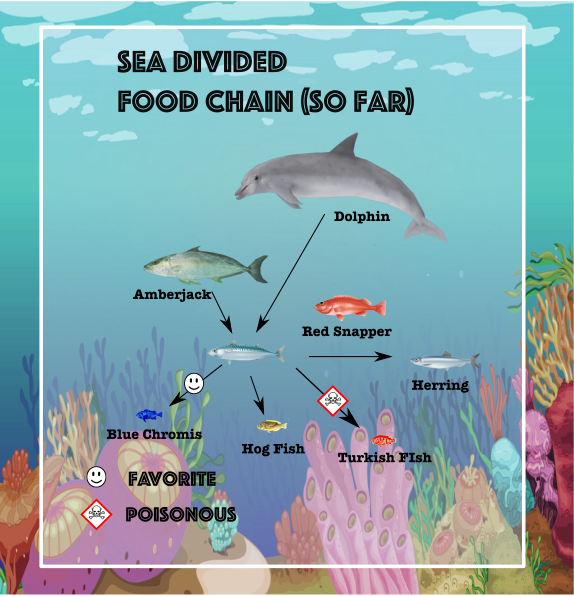 SEA DIVIDED
FOOD CHAIN (SO FAR)
Dolphin
Amberjack
Red Snapper
Herring
Blue Chromis
Hog Fish
Turkish FIsh
FAVORITE
POISONOUS